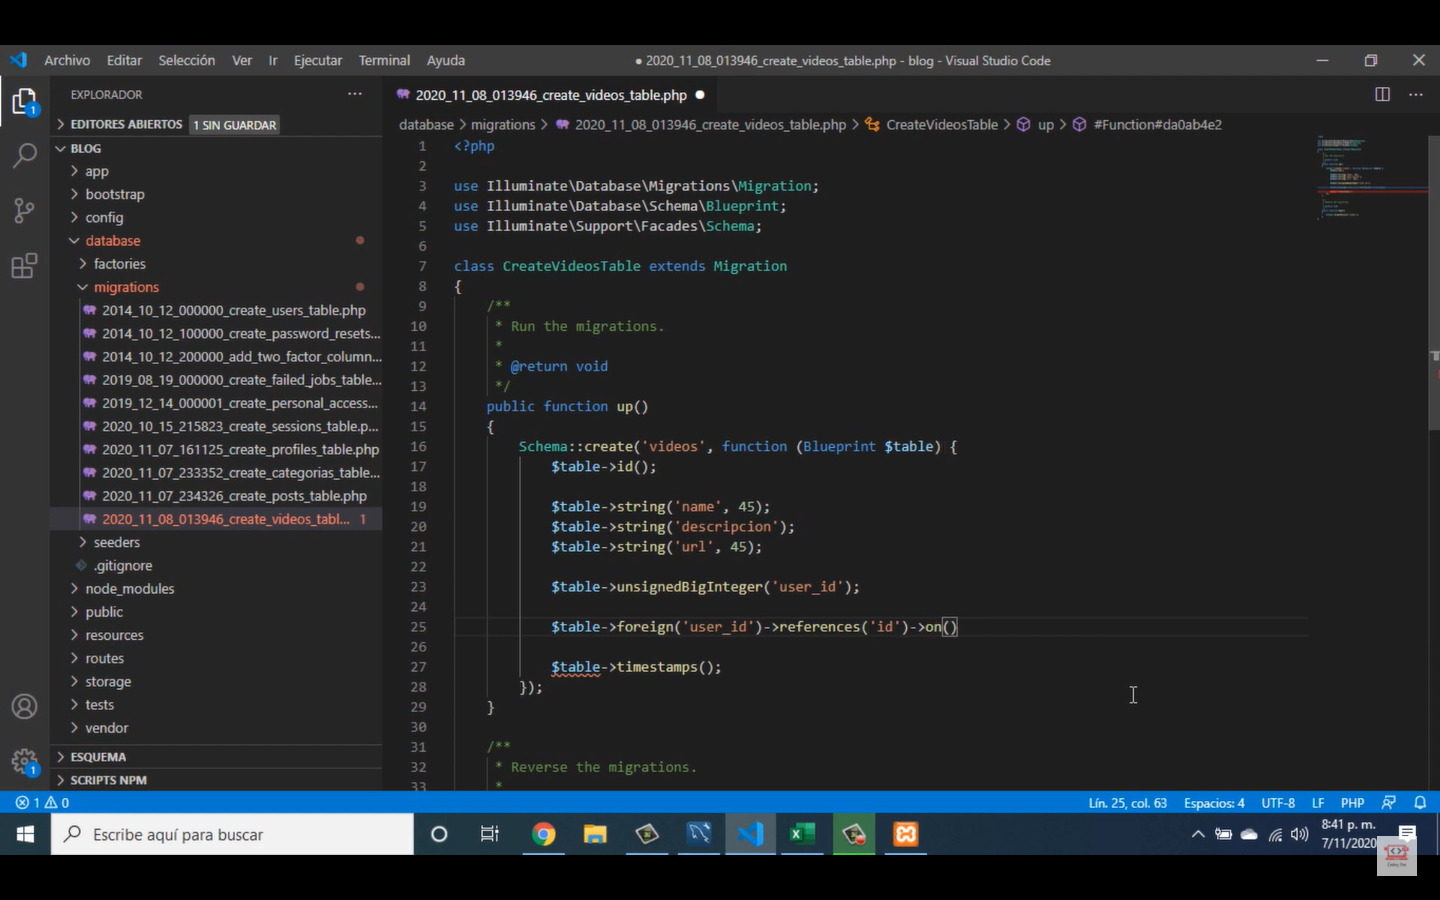 Archivo Editar Selección Ver Ir Ejecutar Terminal Ayuda
● 2020_11_08_013946_create_videos_table.php - blog - Visual Studio Code
EXPLORADOR
EDITORES ABIERTOS 1 SIN GUARDAR
BLOG
app
bootstrap
config
database
factories
migrations
2014_10_12_000000_create_users_table.php
2014_10_12_100000_create_password_resets...
2014_10_12_200000_add_two_factor_column...
2019_08_19_000000_create_failed_jobs_table...
2019_12_14_000001_create_personal_access...
2020_10_15_215823_create_sessions_table.p...
2020_11_07_161125_create_profiles_table.php
2020_11_07_233352_create_categorias_table...
2020_11_07_234326_create_posts_table.php
2020_11_08_013946_create_videos_tabl... 1
seeders
.gitignore
node_modules
public
resources
routes
storage
tests
vendor
ESQUEMA
SCRIPTS NPM
1
1
2020_11_08_013946_create_videos_table.php ●
database > migrations > 2020_11_08_013946_create_videos_table.php > CreateVideosTable > up > #Function#da0ab4e2
1 <?php
2
3 use Illuminate\Database\Migrations\Migration;
4 use Illuminate\Database\Schema\Blueprint;
5 use Illuminate\Support\Facades\Schema;
6
7 class CreateVideosTable extends Migration
8 {
9 /**
10 * Run the migrations.
11 *
12 * @return void
13 */
14 public function up()
15 {
16 Schema::create('videos', function (Blueprint $table) {
17 $table->id();
18
19 $table->string('name', 45);
20 $table->string('descripcion');
21 $table->string('url', 45);
22
23 $table->unsignedBigInteger('user_id');
24
25 $table->foreign('user_id')->references('id')->on()
26
27 $table->timestamps();
28 });
29 }
30
31 /**
32 * Reverse the migrations.
33 *
1 0
Lín. 25, col. 63 Espacios: 4 UTF-8 LF PHP
Escribe aquí para buscar
8:41 p. m.
7/11/2020